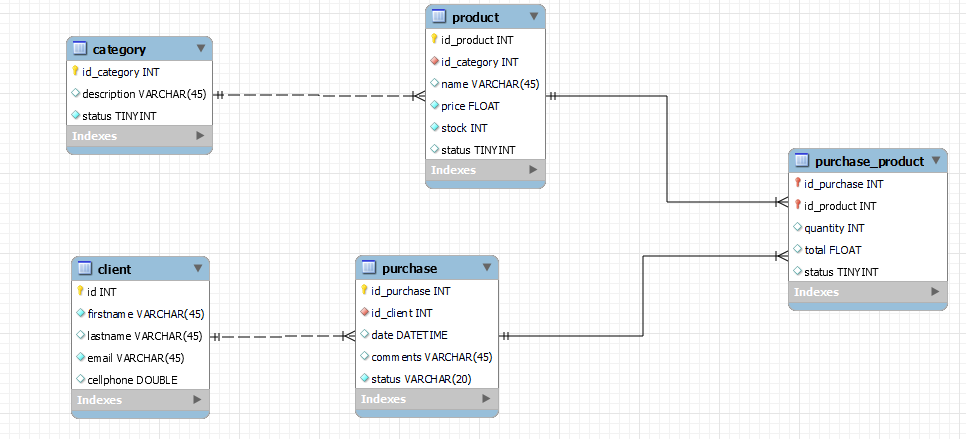 category
id_category INT
description VARCHAR(45)
status TINYINT
Indexes
product
id_product INT
id_category INT
name VARCHAR(45)
price FLOAT
stock INT
status TINYINT
Indexes
purchase_product
id_purchase INT
id_product INT
quantity INT
total FLOAT
status TINYINT
Indexes
client
id INT
firstname VARCHAR(45)
lastname VARCHAR(45)
email VARCHAR(45)
cellphone DOUBLE
Indexes
purchase
id_purchase INT
id_client INT
date DATETIME
comments VARCHAR(45)
status VARCHAR(20)
Indexes